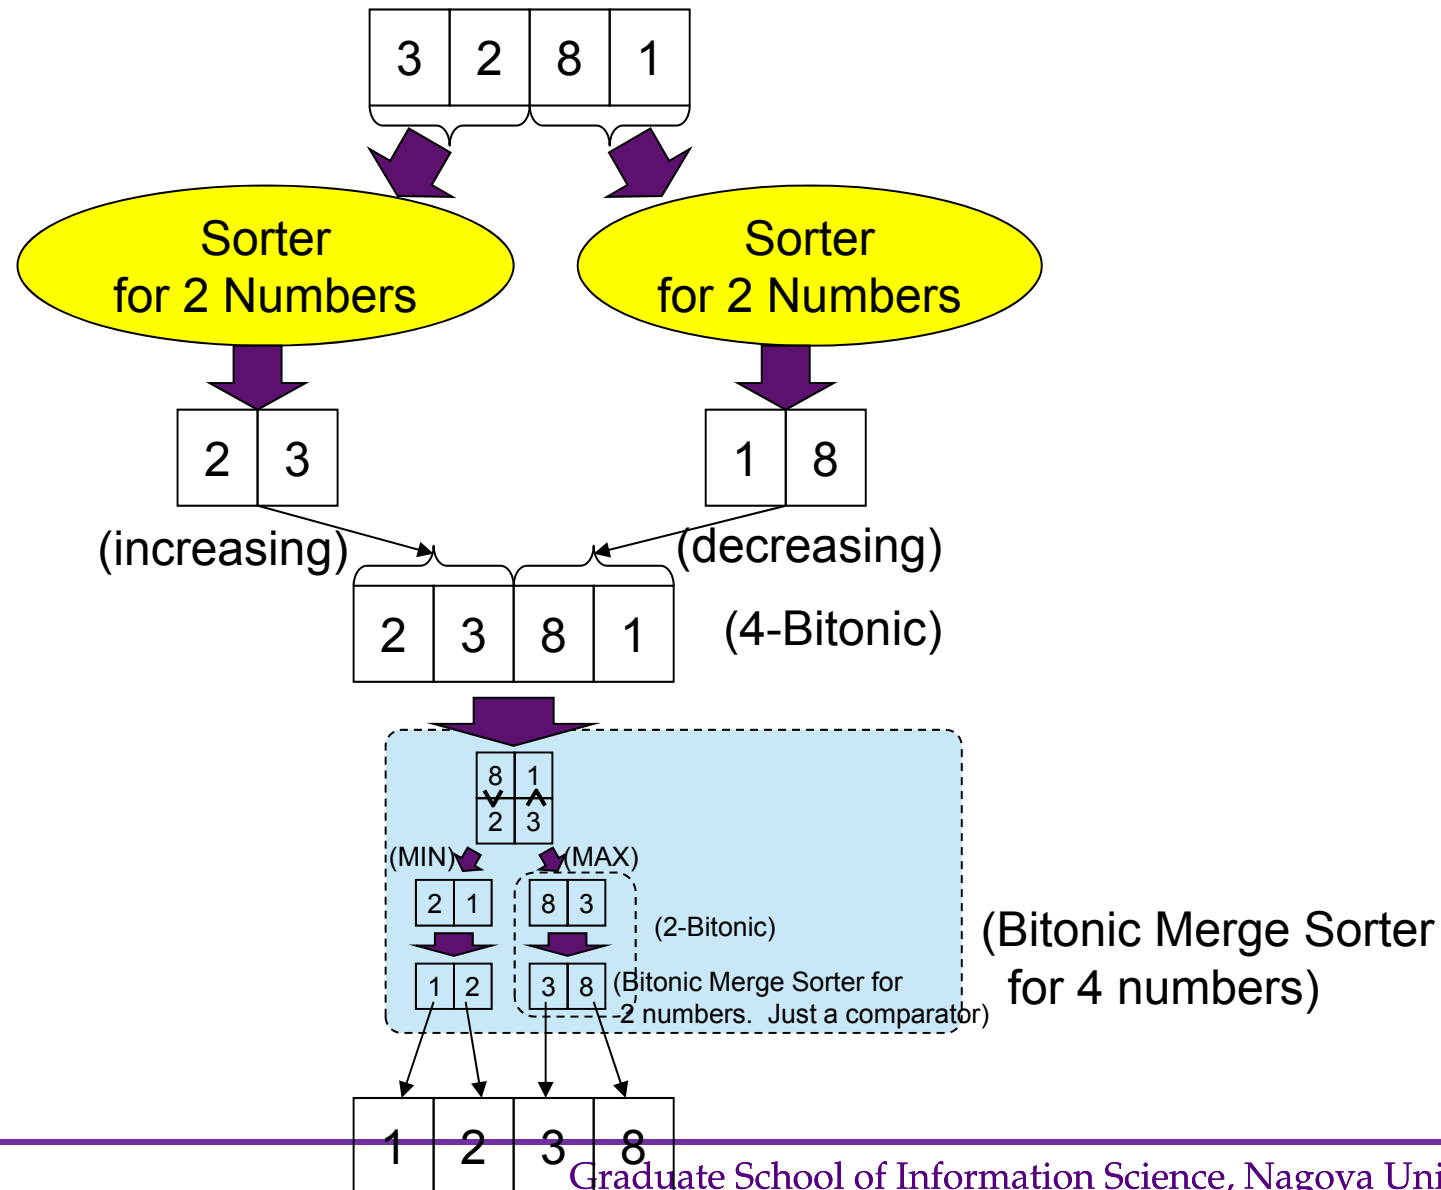 3 2 8 1
Sorter
for 2 Numbers
Sorter
for 2 Numbers
2 3
1 8
(increasing)
(decreasing)
2 3 8 1
(4-Bitonic)
8 1
2 3
(MIN)
(MAX)
2 1
8 3
(2-Bitonic)
1 2
3 8
(Bitonic Merge Sorter for
2 numbers. Just a comparator)
(Bitonic Merge Sorter
for 4 numbers)
1 2 3 8
Graduate School of Information Science, Nagoya Uni